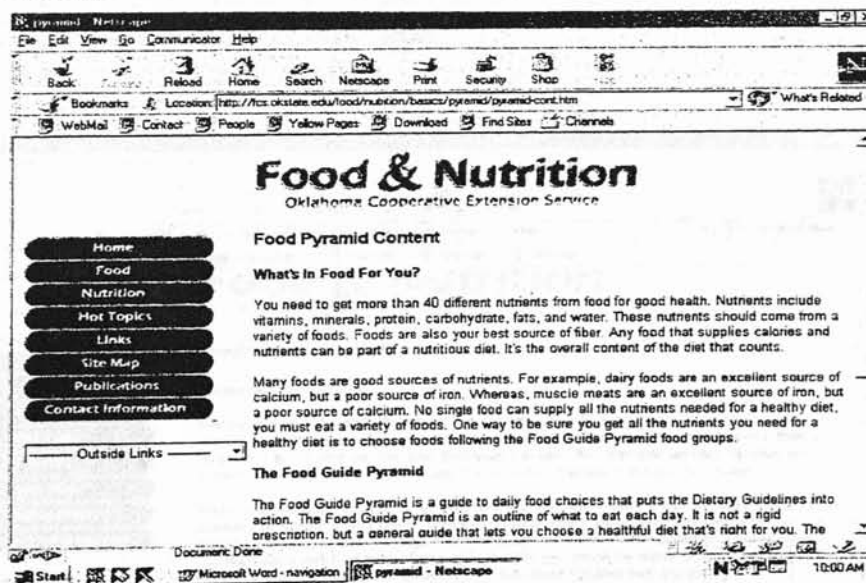 pyramid - Netscape
File Edit View Go Communicator Help
Back Reload Home Search Netscape Print Security Shop
Bookmarks Location: http://fcs.okstate.edu/food/nutrition/basics/pyramid/pyramid-cont.htm What's Related
WebMail Contact People Yellow Pages Download Find Sites Channels
Food & Nutrition
Oklahoma Cooperative Extension Service
Home
Food
Nutrition
Hot Topics
Links
Site Map
Publications
Contact Information
Outside Links
Food Pyramid Content
What's In Food For You?
You need to get more than 40 different nutrients from food for good health. Nutrients include
vitamins, minerals, protein, carbohydrate, fats, and water. These nutrients should come from a
variety of foods. Foods are also your best source of fiber. Any food that supplies calories and
nutrients can be part of a nutritious diet. It's the overall content of the diet that counts.
Many foods are good sources of nutrients. For example, dairy foods are an excellent source of
calcium, but a poor source of iron. Whereas, muscle meats are an excellent source of iron, but
a poor source of calcium. No single food can supply all the nutrients needed for a healthy diet,
you must eat a variety of foods. One way to be sure you get all the nutrients you need for a
healthy diet is to choose foods following the Food Guide Pyramid food groups.
The Food Guide Pyramid
The Food Guide Pyramid is a guide to daily food choices that puts the Dietary Guidelines into
action. The Food Guide Pyramid is an outline of what to eat each day. It is not a rigid
prescription, but a general guide that lets you choose a healthful diet that's right for you. The
Document: Done
Start Microsoft Word - navigation pyramid - Netscape 10:00 AM